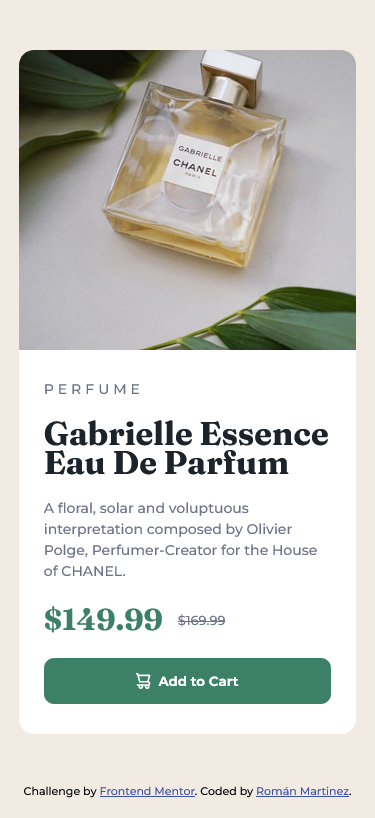 GABRIELLE
CHANEL
PARIS
PERFUME
Gabrielle Essence
Eau De Parfum
A floral, solar and voluptuous
interpretation composed by Olivier
Polge, Perfumer-Creator for the House
of CHANEL.
$149.99 $169.99
Add to Cart
Challenge by Frontend Mentor. Coded by Román Martinez.